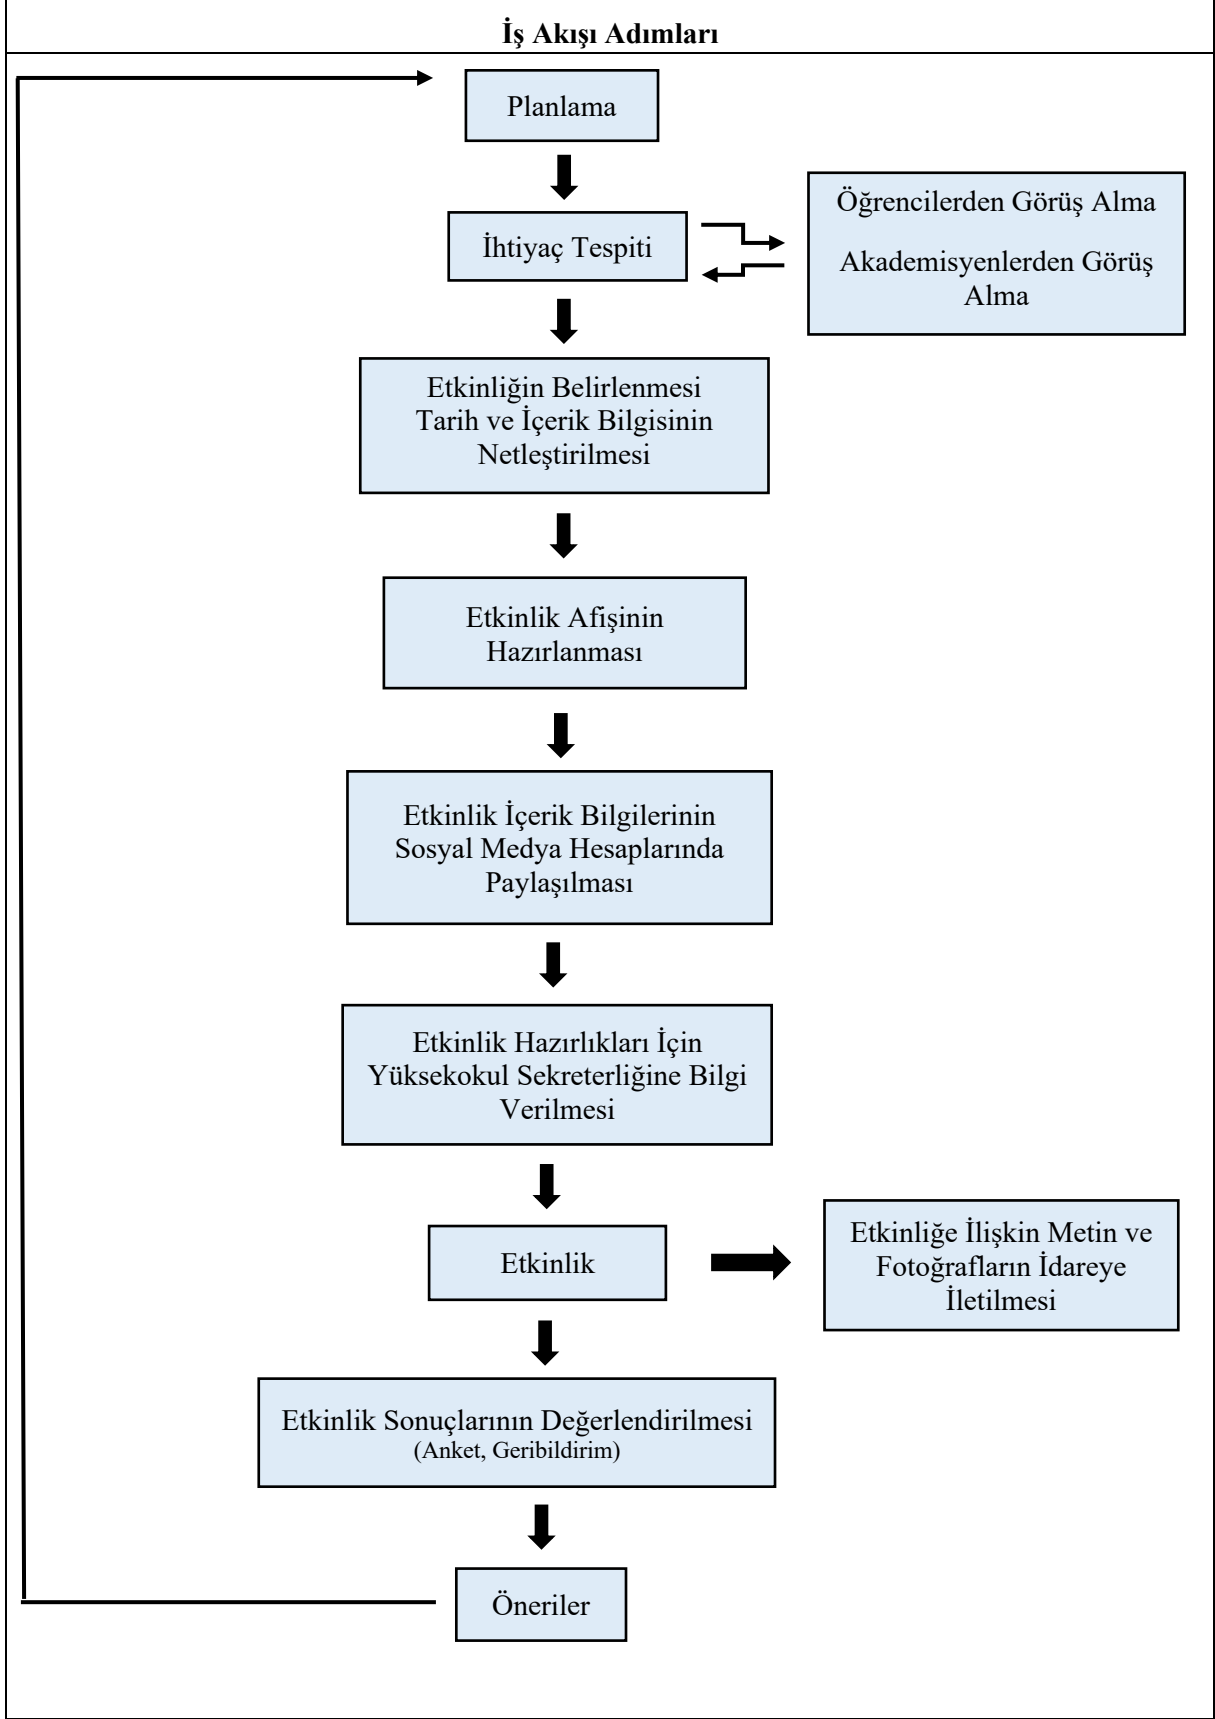 İş Akışı Adımları
Planlama
İhtiyaç Tespiti
Öğrencilerden Görüş Alma
Akademisyenlerden Görüş
Alma
Etkinliğin Belirlenmesi
Tarih ve İçerik Bilgisinin
Netleştirilmesi
Etkinlik Afişinin
Hazırlanması
Etkinlik İçerik Bilgilerinin
Sosyal Medya Hesaplarında
Paylaşılması
Etkinlik Hazırlıkları İçin
Yüksekokul Sekreterliğine Bilgi
Verilmesi
Etkinlik
Etkinliğe İlişkin Metin ve
Fotoğrafların İdareye
İletilmesi
Etkinlik Sonuçlarının Değerlendirilmesi
(Anket, Geribildirim)
Öneriler